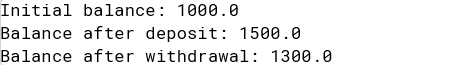 Initial balance: 1000.0
Balance after deposit: 1500.0
Balance after withdrawal: 1300.0